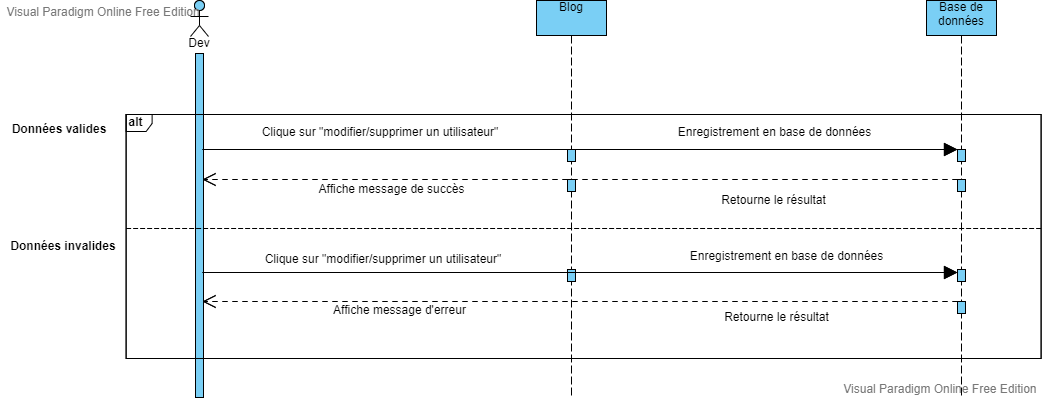 Visual Paradigm Online Free Edition
Dev
Blog
Base de
données
alt
Données valides
Clique sur "modifier/supprimer un utilisateur"
Enregistrement en base de données
Affiche message de succès
Retourne le résultat
Données invalides
Clique sur "modifier/supprimer un utilisateur"
Enregistrement en base de données
Affiche message d'erreur
Retourne le résultat
Visual Paradigm Online Free Edition